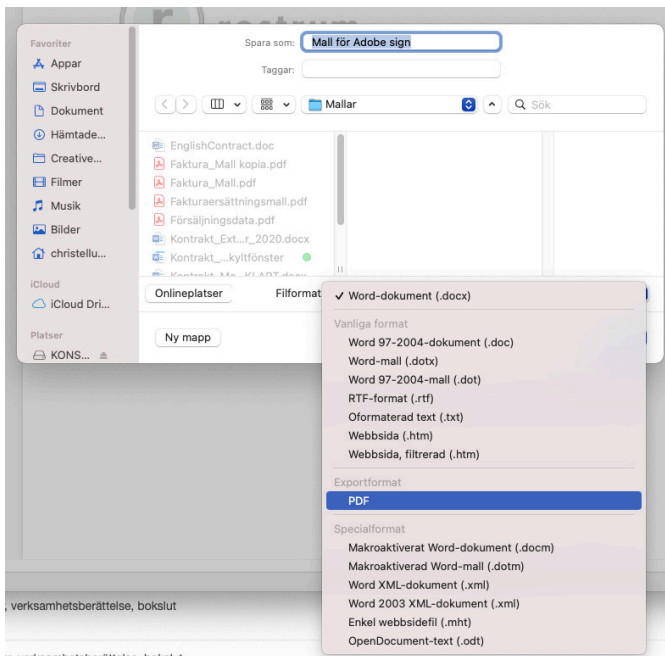 rostrum
Favoriter
Appar
Skrivbord
Dokument
Hämtade...
Creative...
Filmer
Musik
Bilder
christellu...
iCloud
iCloud Dri...
Platser
KONS...
Spara som: Mall för Adobe sign
Taggar:
Mallar
Sök
EnglishContract.doc
Faktura_Mall kopia.pdf
Faktura_Mall.pdf
Fakturaersättningsmall.pdf
Försäljningsdata.pdf
Kontrakt_Ext...r_2020.docx
Kontrakt_...kyltfönster
Onlineplatser
Filformat
Ny mapp
✓ Word-dokument (.docx)
Vanliga format
Word 97-2004-dokument (.doc)
Word-mall (.dotx)
Word 97-2004-mall (.dot)
RTF-format (.rtf)
Oformaterad text (.txt)
Webbsida (.htm)
Webbsida, filtrerad (.htm)
Exportformat
PDF
Specialformat
Makroaktiverat Word-dokument (.docm)
Makroaktiverad Word-mall (.dotm)
Word XML-dokument (.xml)
Word 2003 XML-dokument (.xml)
Enkel webbsidefil (.mht)
OpenDocument-text (.odt)
, verksamhetsberättelse, bokslut